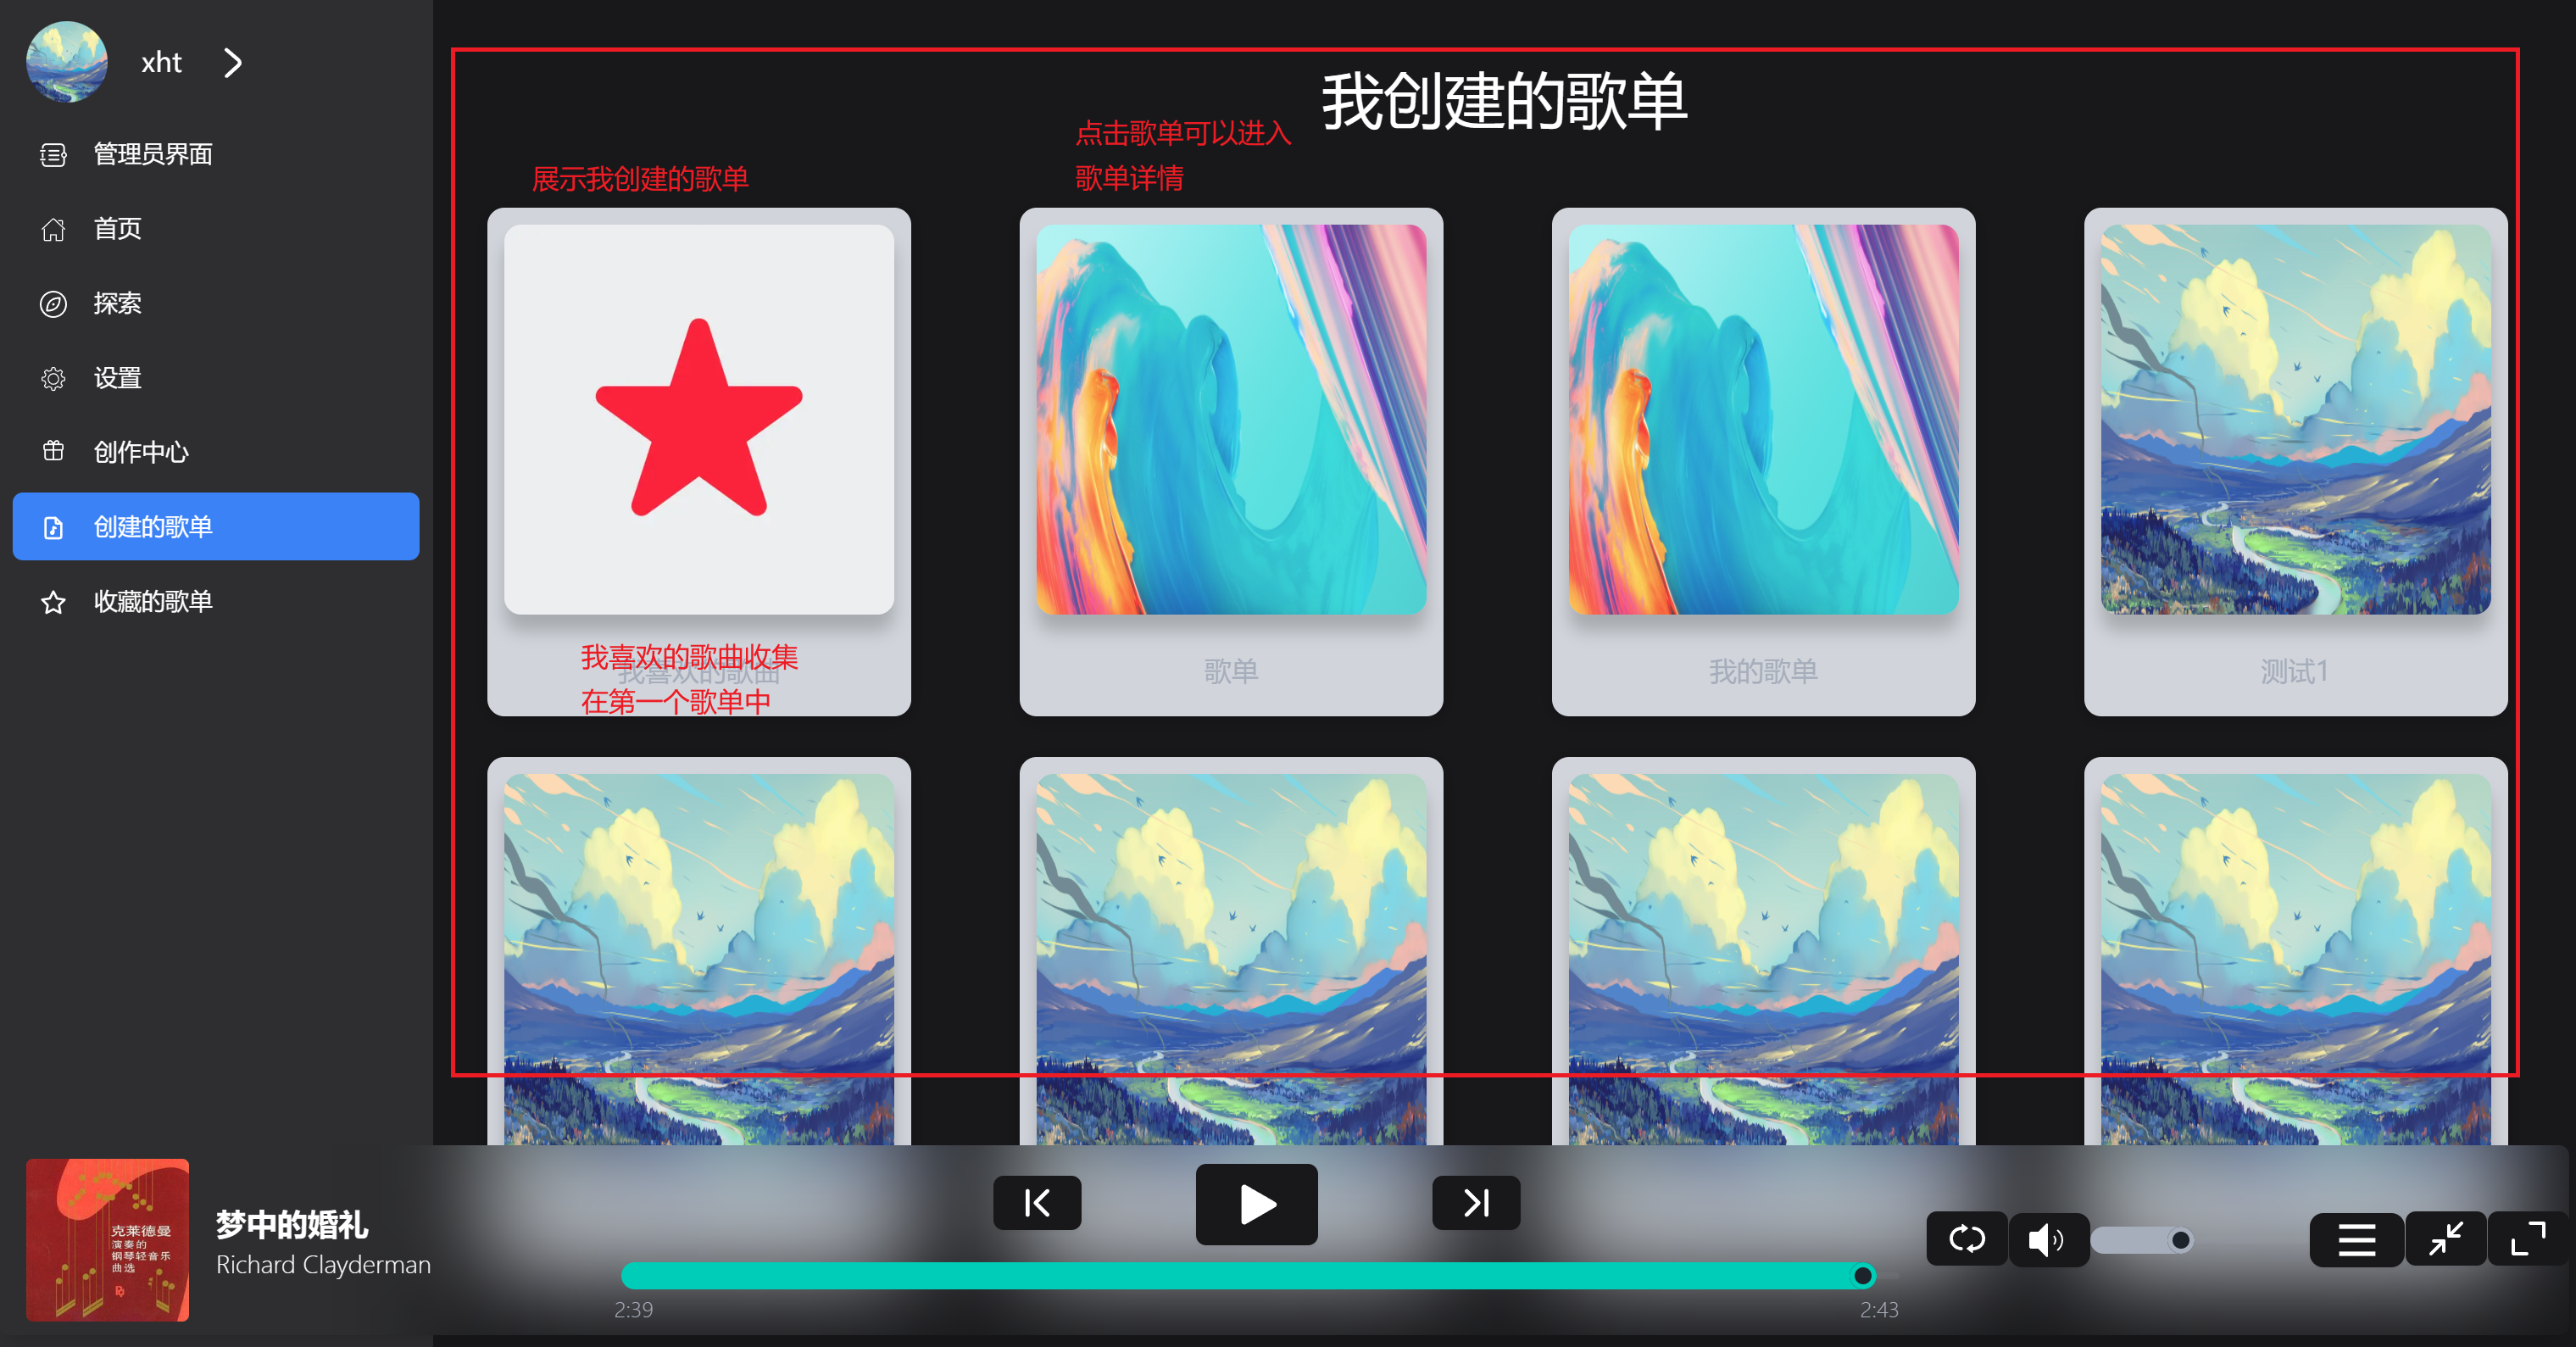 xht
管理员界面
首页
探索
设置
创作中心
创建的歌单
收藏的歌单
我创建的歌单
展示我创建的歌单
点击歌单可以进入
歌单详情
我喜欢的歌曲收集
在第一个歌单中
我喜欢的歌曲
歌单
我的歌单
测试1
克莱德曼
演奏的
钢琴轻音乐
曲选
梦中的婚礼
Richard Clayderman
2:39
2:43